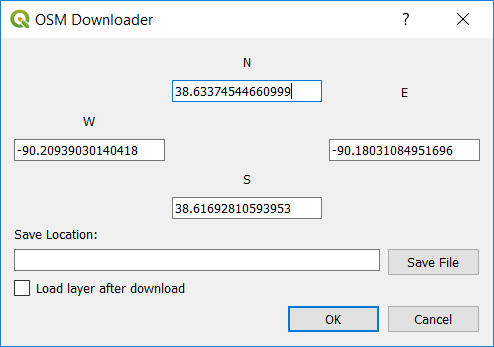 OSM Downloader
N
38.63374544660999
E
W
-90.20939030140418
-90.18031084951696
S
38.61692810593953
Save Location:
Save File
Load layer after download
OK
Cancel